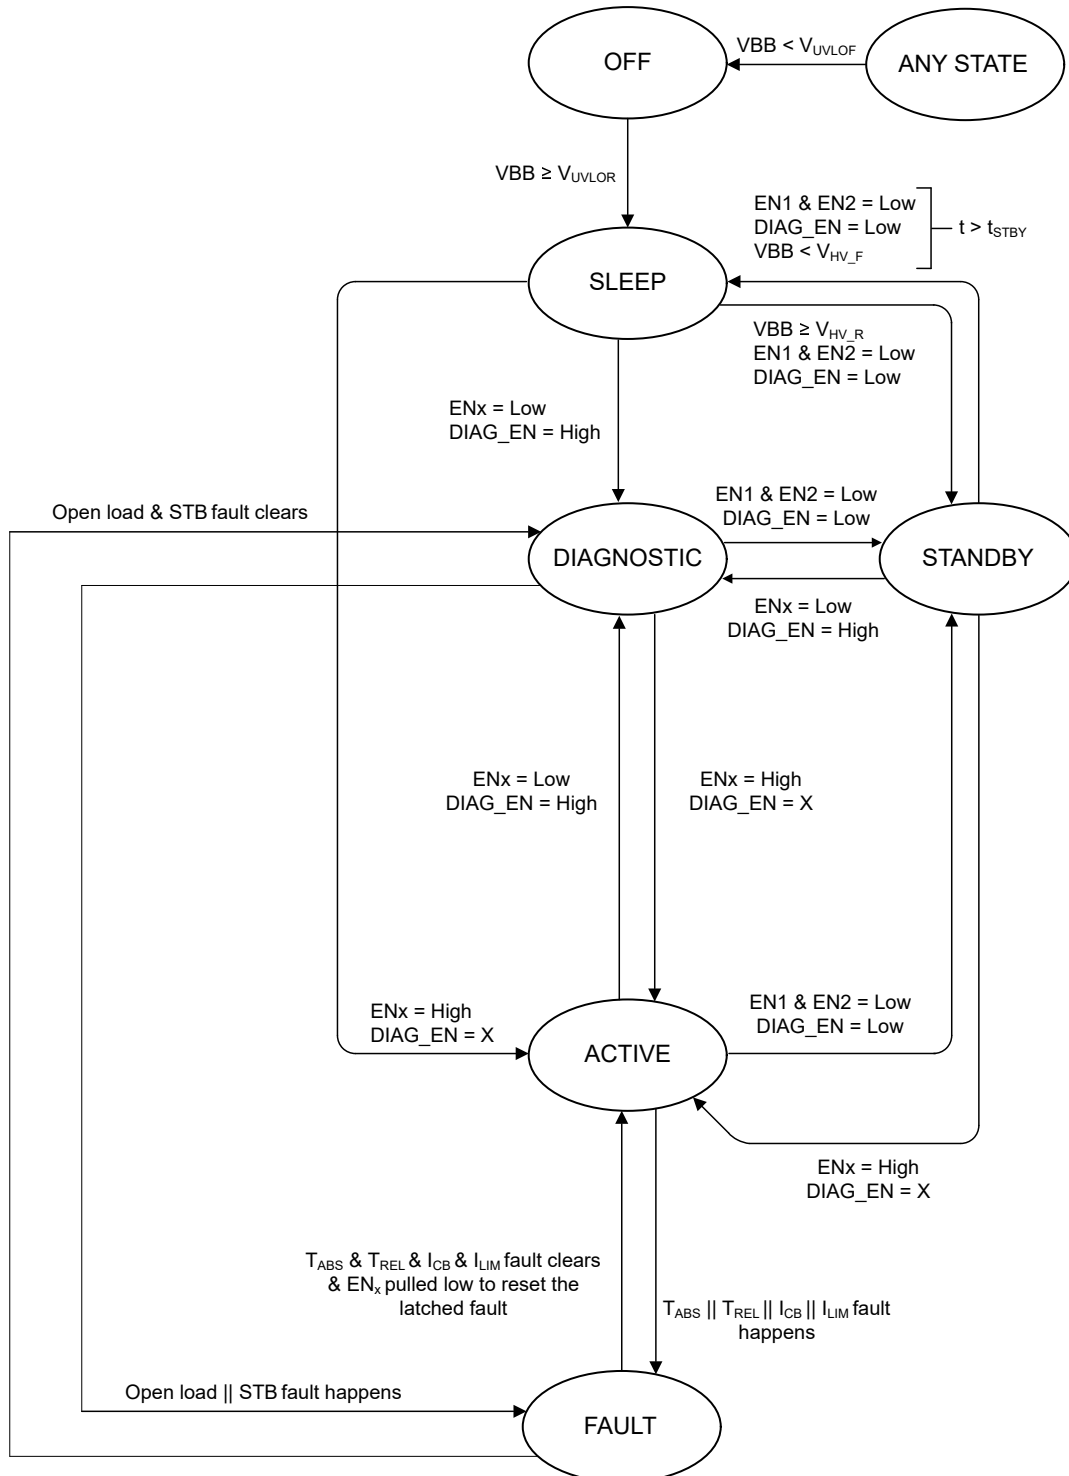 OFF
VBB < VUVLOF
ANY STATE
VBB ≥ VUVLOR
EN1 & EN2 = Low
DIAG_EN = Low
VBB < VHV_F
t > tSTBY
SLEEP
VBB ≥ VHV_R
EN1 & EN2 = Low
DIAG_EN = Low
ENx = Low
DIAG_EN = High
Open load & STB fault clears
EN1 & EN2 = Low
DIAG_EN = Low
DIAGNOSTIC
STANDBY
ENx = Low
DIAG_EN = High
ENx = Low
DIAG_EN = High
ENx = High
DIAG_EN = X
ENx = High
DIAG_EN = X
EN1 & EN2 = Low
DIAG_EN = Low
ACTIVE
ENx = High
DIAG_EN = X
TABS & TREL & ICB & ILIM fault clears
& ENx pulled low to reset the
latched fault
TABS || TREL || ICB || ILIM fault
happens
Open load || STB fault happens
FAULT